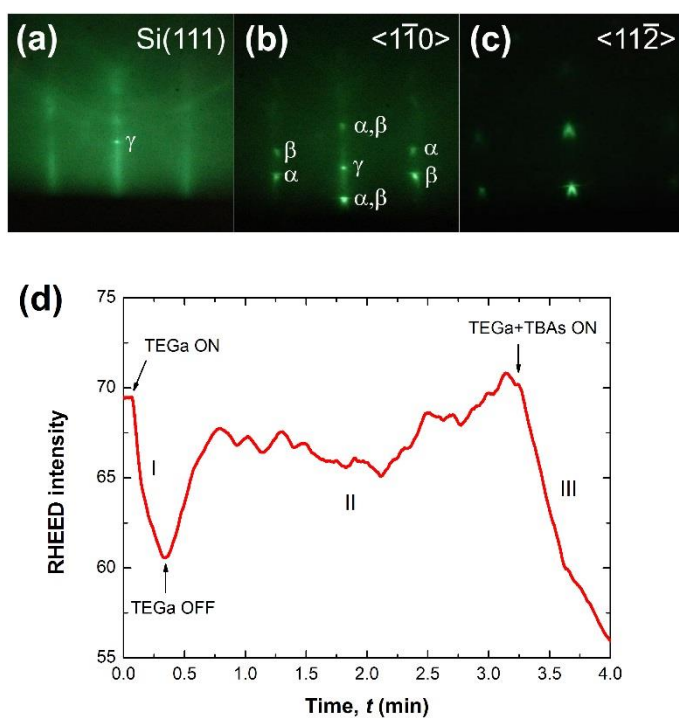 (a) Si(111)
γ
(b) <11̅0>
α,β
β α
γ
α β
α,β
(c) <112̅>
(d)
75
70
65
60
55
RHEED intensity
TEGa ON
TEGa+TBAs ON
I
II
III
TEGa OFF
0.0 0.5 1.0 1.5 2.0 2.5 3.0 3.5 4.0
Time, t (min)